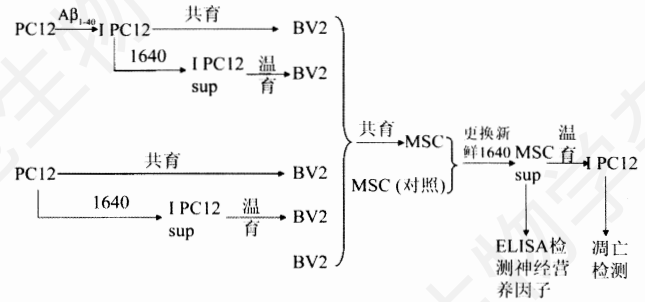 PC12 Aβ1-40 I PC12 共育 BV2
1640 I PC12 sup 温育 BV2
PC12 共育 BV2
1640 I PC12 sup 温育 BV2
BV2
共育 MSC
MSC (对照)
更换新
鲜1640
MSC
sup
温育
I PC12
ELISA检
测神经营
养因子
凋亡
检测